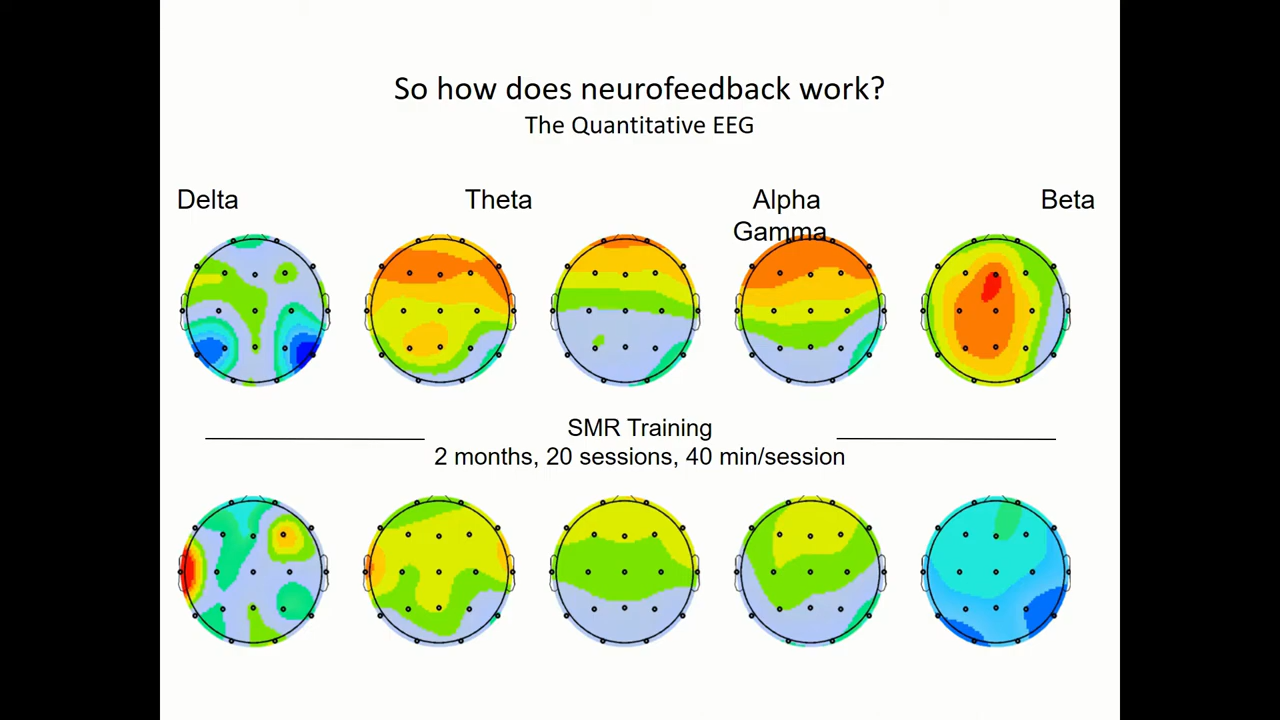 So how does neurofeedback work?
The Quantitative EEG
Delta Theta Alpha Beta
Gamma
SMR Training
2 months, 20 sessions, 40 min/session